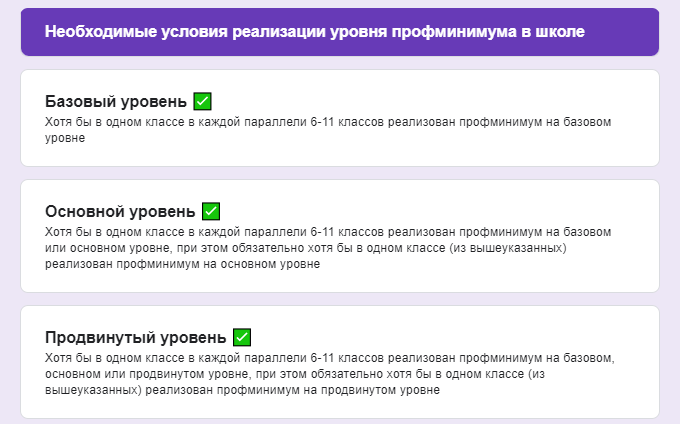 Необходимые условия реализации уровня профминимума в школе
Базовый уровень ✅
Хотя бы в одном классе в каждой параллели 6-11 классов реализован профминимум на базовом
уровне
Основной уровень ✅
Хотя бы в одном классе в каждой параллели 6-11 классов реализован профминимум на базовом
или основном уровне, при этом обязательно хотя бы в одном классе (из вышеуказанных)
реализован профминимум на основном уровне
Продвинутый уровень ✅
Хотя бы в одном классе в каждой параллели 6-11 классов реализован профминимум на базовом,
основном или продвинутом уровне, при этом обязательно хотя бы в одном классе (из
вышеуказанных) реализован профминимум на продвинутом уровне